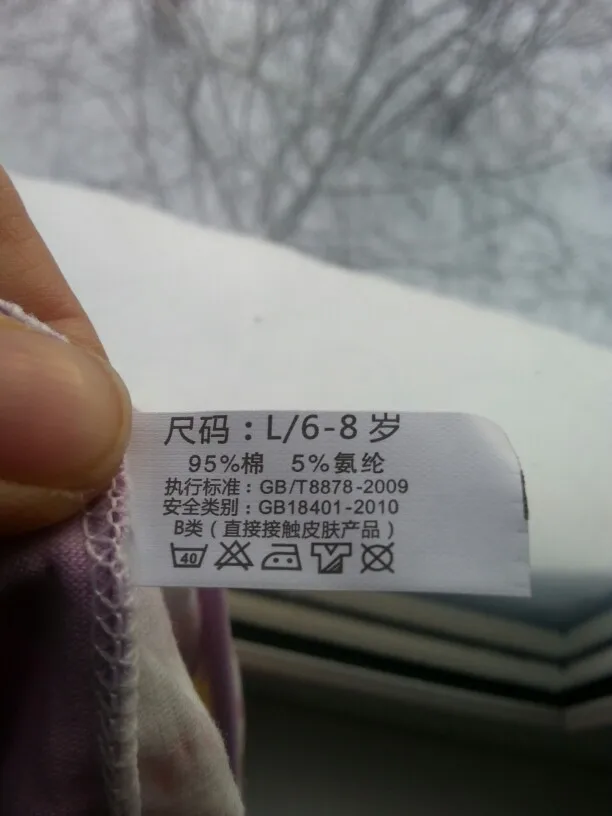 尺码：L/6-8岁
95%棉 5%氨纶
执行标准：GB/T8878-2009
安全类别：GB18401-2010
B类（直接接触皮肤产品）
40